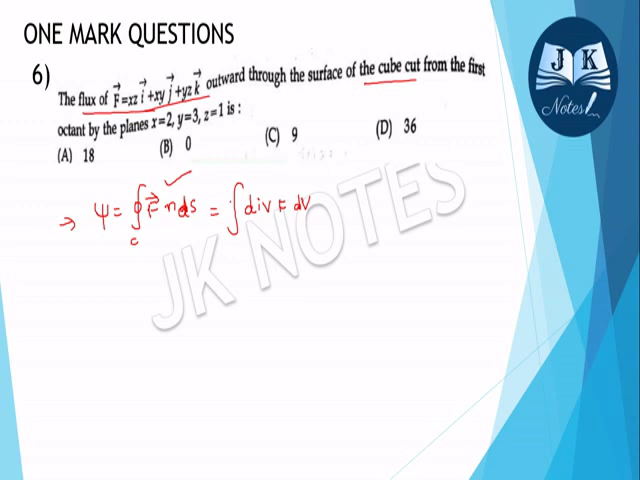 ONE MARK QUESTIONS
6) The flux of F⃗=xz i⃗+xy j⃗+yz k⃗ outward through the surface of the cube cut from the first
octant by the planes x=2, y=3, z=1 is :
(A) 18 (B) 0 (C) 9 (D) 36
⇒ ψ = ∮c F⃗ n ds = ∫ div F dv
JK NOTES
J K
Notes